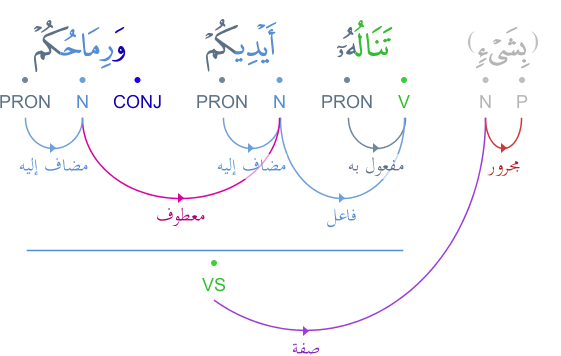 (بِشَىْءٍ) تَنَالُهُۥٓ أَيْدِيكُمْ وَرِمَاحُكُمْ
P N V PRON N PRON CONJ N PRON
مجرور مفعول به مضاف إليه مضاف إليه
فاعل معطوف
VS
صفة